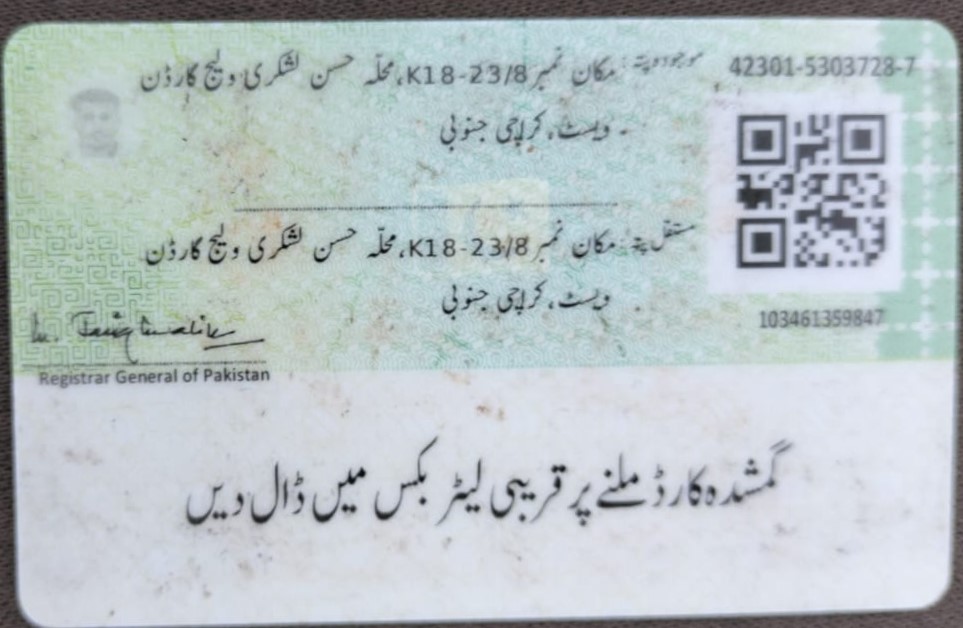 42301-5303728-7
موجودہ پتہ: مکان نمبر K18-23/8، محلّہ حسن لشکری ولیج گارڈن
ویسٹ، کراچی جنوبی
مستقل پتہ: مکان نمبر K18-23/8، محلّہ حسن لشکری ولیج گارڈن
ویسٹ، کراچی جنوبی
103461359847
Registrar General of Pakistan
گمشدہ کارڈ ملنے پر قریبی لیٹر بکس میں ڈال دیں